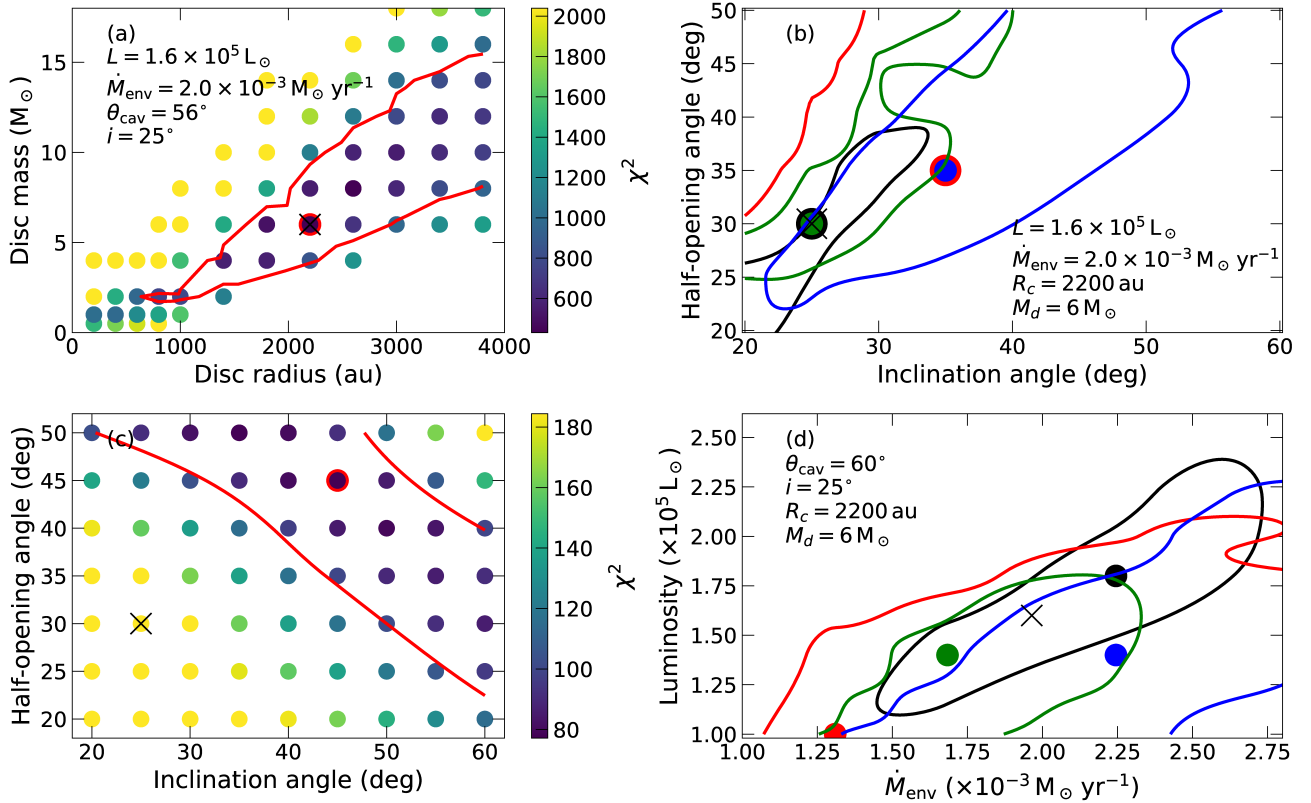 (a)
L = 1.6 × 10⁵ L⊙
Ṁenv = 2.0 × 10⁻³ M⊙ yr⁻¹
θcav = 56°
i = 25°
Disc mass (M⊙)
15
10
5
0
0 1000 2000 3000 4000
Disc radius (au)
2000
1800
1600
1400
1200
1000
800
600
χ²
(b)
Half-opening angle (deg)
50
45
40
35
30
25
20
L = 1.6 × 10⁵ L⊙
Ṁenv = 2.0 × 10⁻³ M⊙ yr⁻¹
Rc = 2200 au
Md = 6 M⊙
20 30 40 50 60
Inclination angle (deg)
(c)
Half-opening angle (deg)
50
45
40
35
30
25
20
20 30 40 50 60
Inclination angle (deg)
180
160
140
120
100
80
χ²
(d)
θcav = 60°
i = 25°
Rc = 2200 au
Md = 6 M⊙
Luminosity (×10⁵ L⊙)
2.50
2.25
2.00
1.75
1.50
1.25
1.00
1.00 1.25 1.50 1.75 2.00 2.25 2.50 2.75
Ṁenv (×10⁻³ M⊙ yr⁻¹)